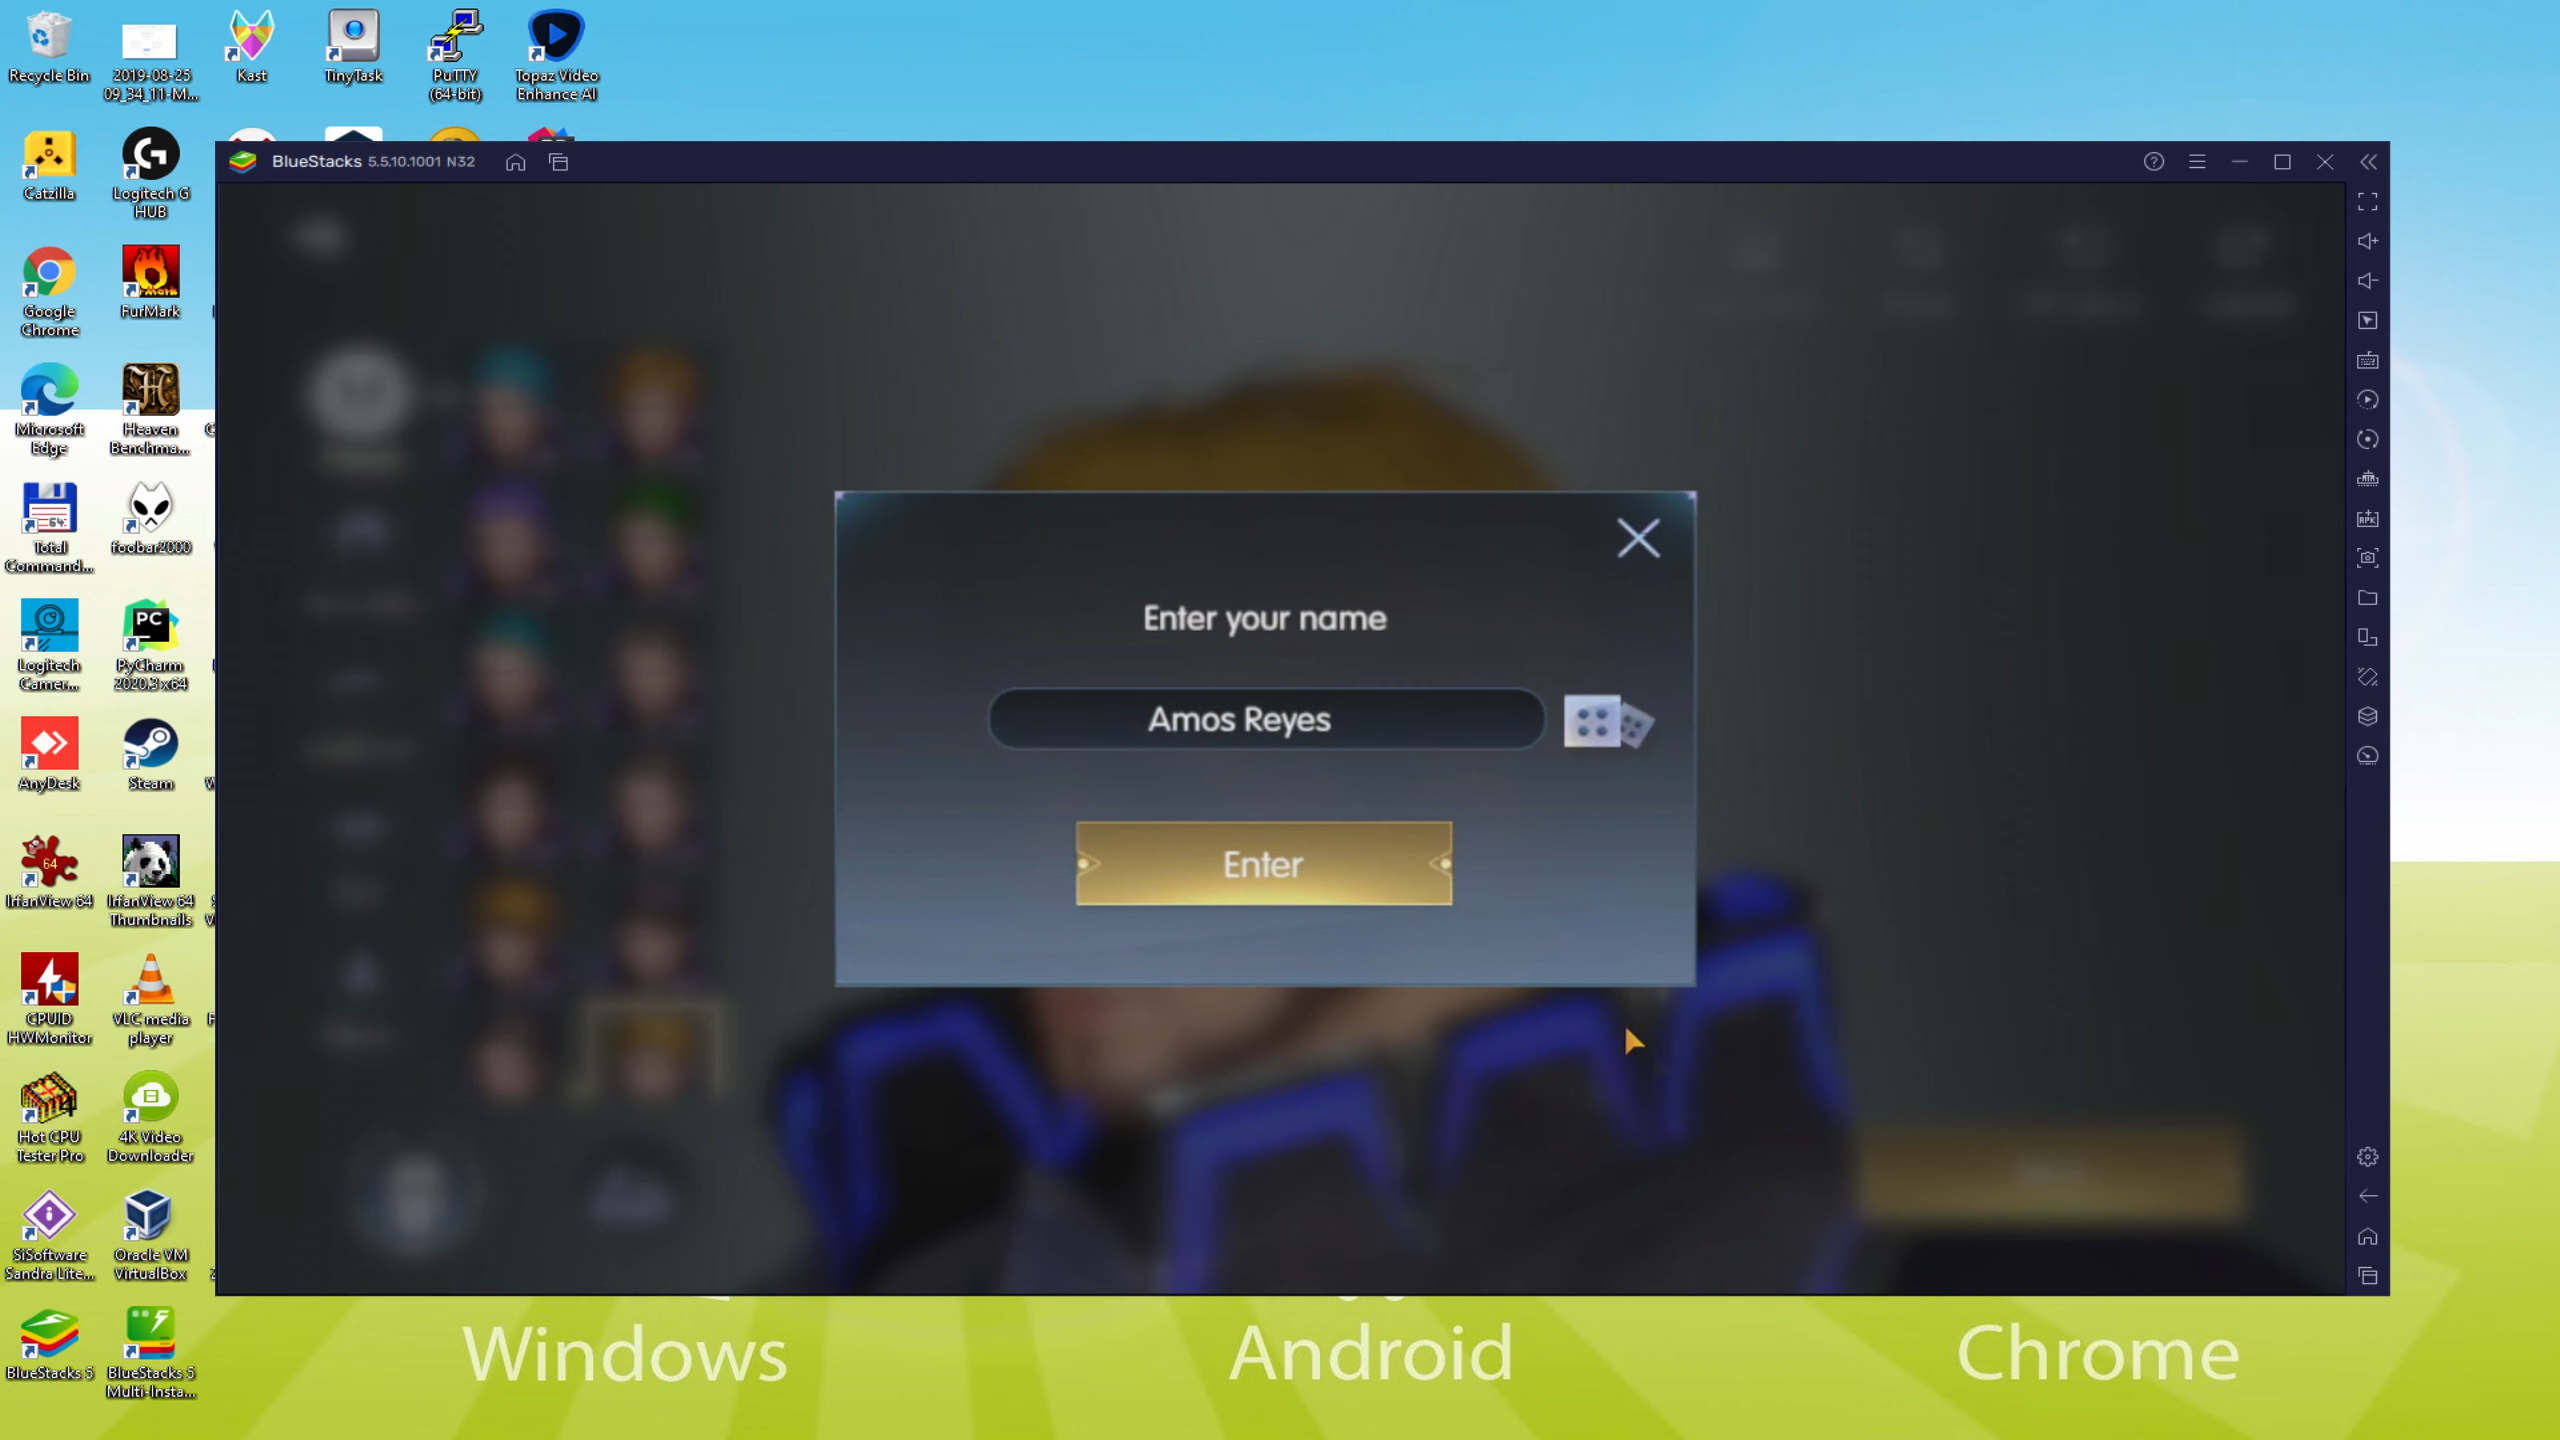 Recycle Bin
2019-08-25
09_34_11-M...
Kast
TinyTask
PuTTY
(64-bit)
Topaz Video
Enhance AI
Catzilla
Logitech G
HUB
Google
Chrome
FurMark
Microsoft
Edge
Heaven
Benchma...
Total
Command...
foobar2000
Logitech
Camer...
PyCharm
2020.3 x64
AnyDesk
Steam
IrfanView 64
IrfanView 64
Thumbnails
CPUID
HWMonitor
VLC media
player
Hot CPU
Tester Pro
4K Video
Downloader
SiSoftware
Sandra Lite...
Oracle VM
VirtualBox
BlueStacks 5
BlueStacks 5
Multi-Insta...
BlueStacks 5.5.10.1001 N32
Enter your name
Amos Reyes
Enter
Windows
Android
Chrome